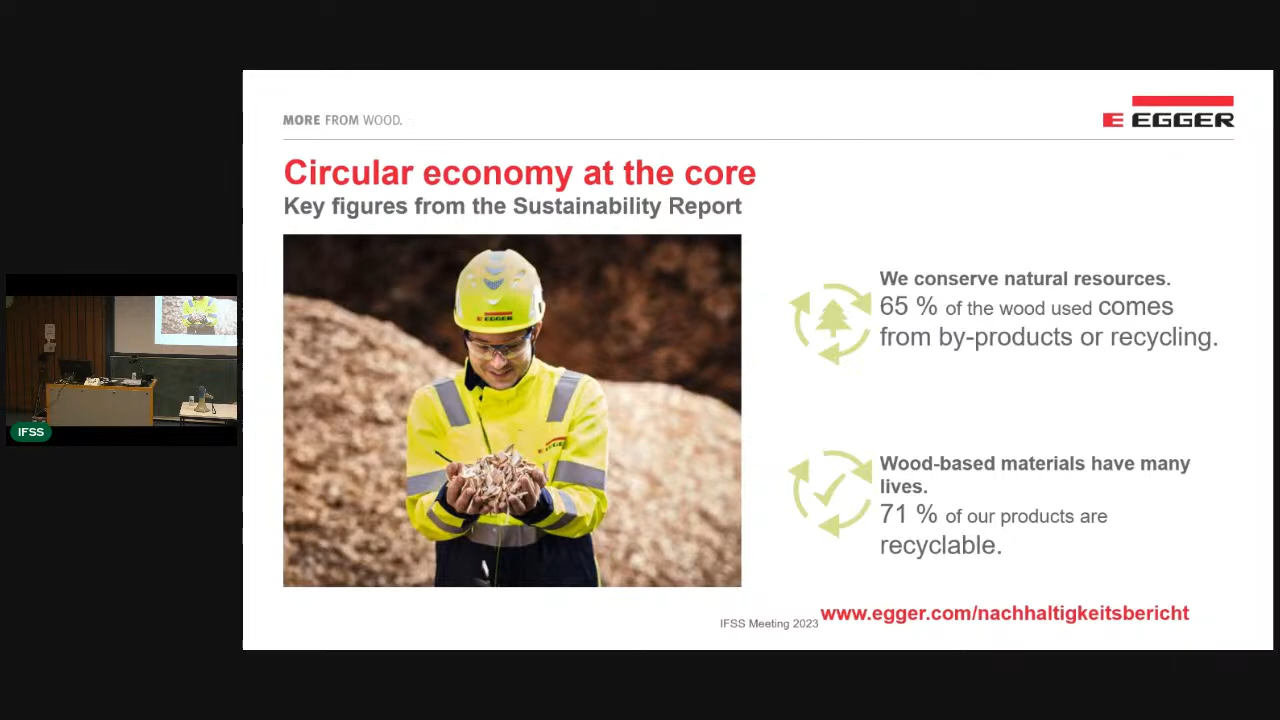 MORE FROM WOOD.
EGGER
Circular economy at the core
Key figures from the Sustainability Report
EGGER
EGGER
We conserve natural resources.
65 % of the wood used comes
from by-products or recycling.
Wood-based materials have many
lives.
71 % of our products are
recyclable.
IFSS Meeting 2023
www.egger.com/nachhaltigkeitsbericht
IFSS